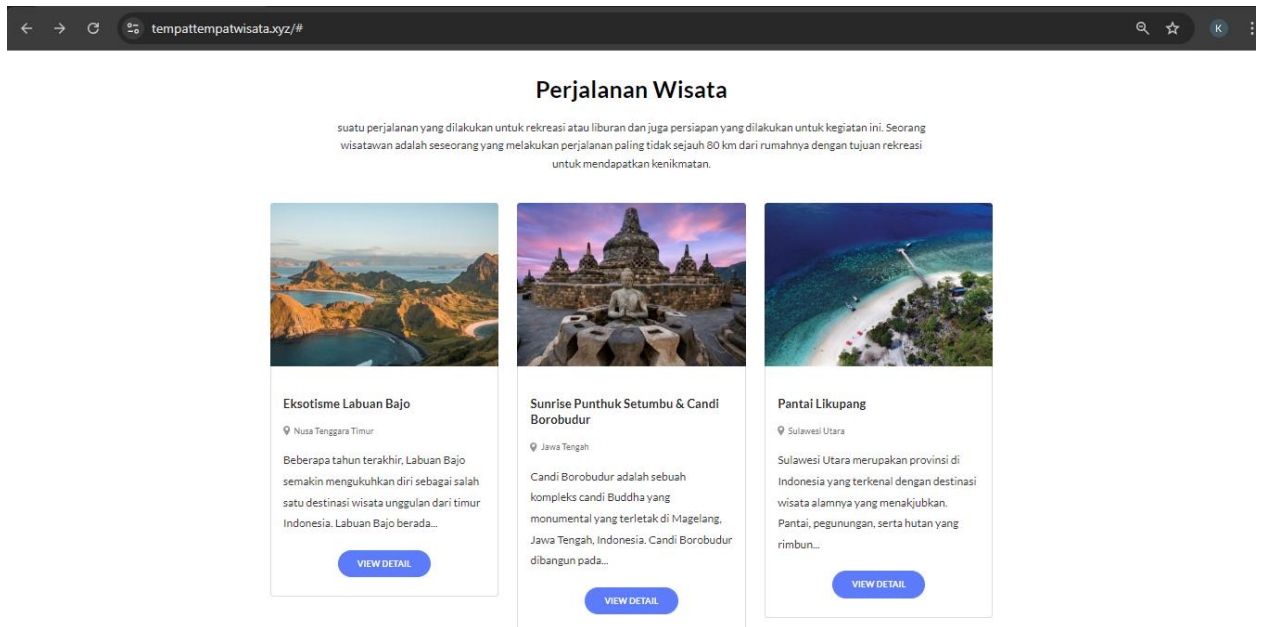 tempattempatwisata.xyz/#
K
Perjalanan Wisata
suatu perjalanan yang dilakukan untuk rekreasi atau liburan dan juga persiapan yang dilakukan untuk kegiatan ini. Seorang
wisatawan adalah seseorang yang melakukan perjalanan paling tidak sejauh 80 km dari rumahnya dengan tujuan rekreasi
untuk mendapatkan kenikmatan.
Eksotisme Labuan Bajo
Nusa Tenggara Timur
Beberapa tahun terakhir, Labuan Bajo
semakin mengukuhkan diri sebagai salah
satu destinasi wisata unggulan dari timur
Indonesia. Labuan Bajo berada...
VIEW DETAIL
Sunrise Punthuk Setumbu & Candi
Borobudur
Jawa Tengah
Candi Borobudur adalah sebuah
kompleks candi Buddha yang
monumental yang terletak di Magelang,
Jawa Tengah, Indonesia. Candi Borobudur
dibangun pada...
VIEW DETAIL
Pantai Likupang
Sulawesi Utara
Sulawesi Utara merupakan provinsi di
Indonesia yang terkenal dengan destinasi
wisata alamnya yang menakjubkan.
Pantai, pegunungan, serta hutan yang
rimbun...
VIEW DETAIL